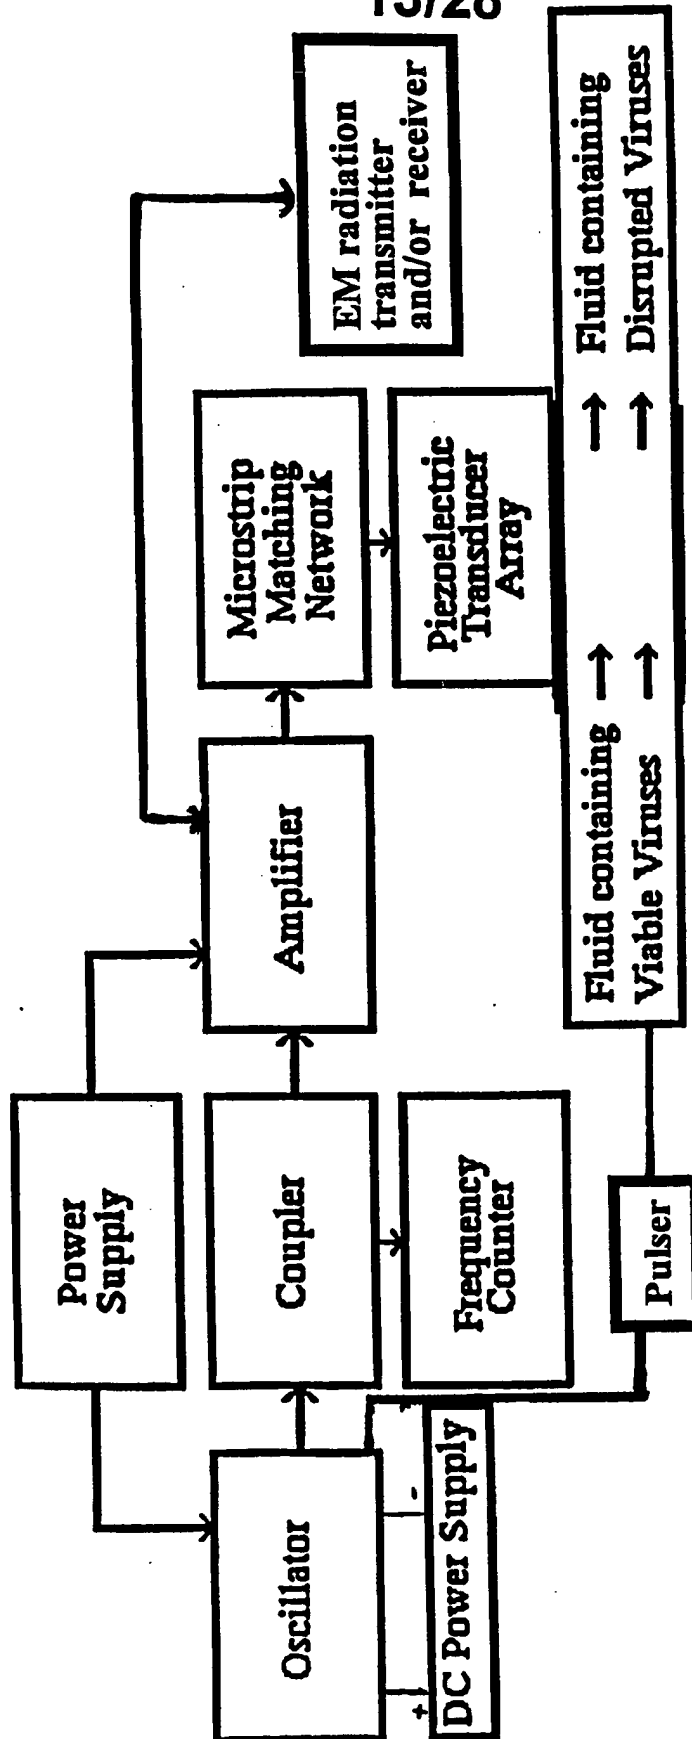 13/28
Power
Supply
Oscillator
Coupler
Amplifier
Microstrip
Matching
Network
EM radiation
transmitter
and/or receiver
Frequency
Counter
Piezoelectric
Transducer
Array
+
-
DC Power Supply
Pulser
Fluid containing → → Fluid containing
Viable Viruses → → Disrupted Viruses